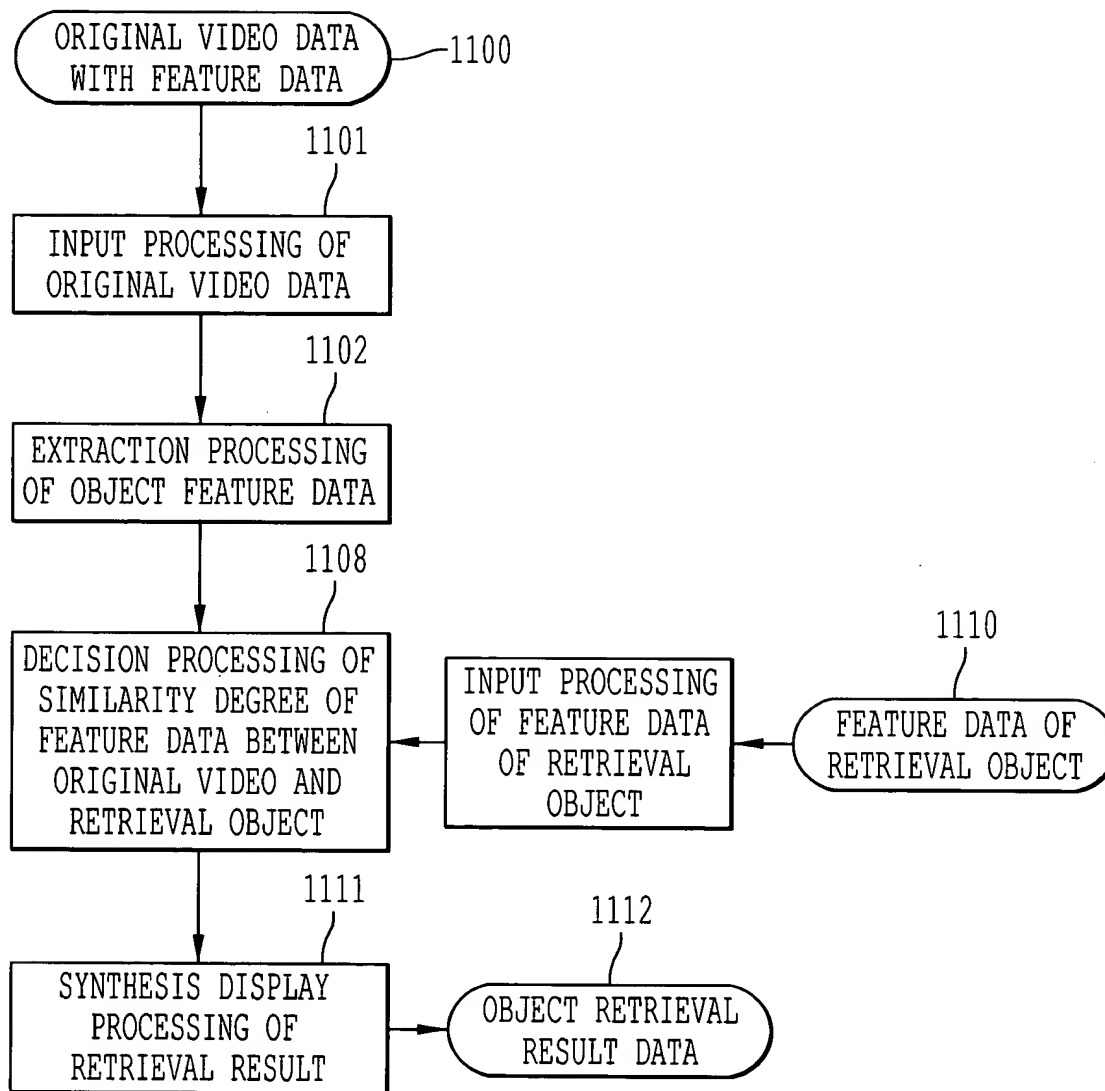 ORIGINAL VIDEO DATA
WITH FEATURE DATA
1100
1101
INPUT PROCESSING OF
ORIGINAL VIDEO DATA
1102
EXTRACTION PROCESSING
OF OBJECT FEATURE DATA
1108
DECISION PROCESSING OF
SIMILARITY DEGREE OF
FEATURE DATA BETWEEN
ORIGINAL VIDEO AND
RETRIEVAL OBJECT
INPUT PROCESSING
OF FEATURE DATA
OF RETRIEVAL
OBJECT
1110
FEATURE DATA OF
RETRIEVAL OBJECT
1111
SYNTHESIS DISPLAY
PROCESSING OF
RETRIEVAL RESULT
1112
OBJECT RETRIEVAL
RESULT DATA